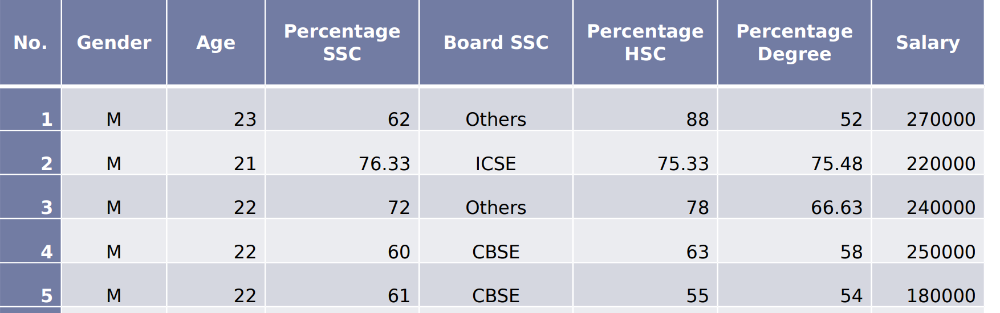 No. Gender Age Percentage SSC Board SSC Percentage HSC Percentage Degree Salary
1 M 23 62 Others 88 52 270000
2 M 21 76.33 ICSE 75.33 75.48 220000
3 M 22 72 Others 78 66.63 240000
4 M 22 60 CBSE 63 58 250000
5 M 22 61 CBSE 55 54 180000